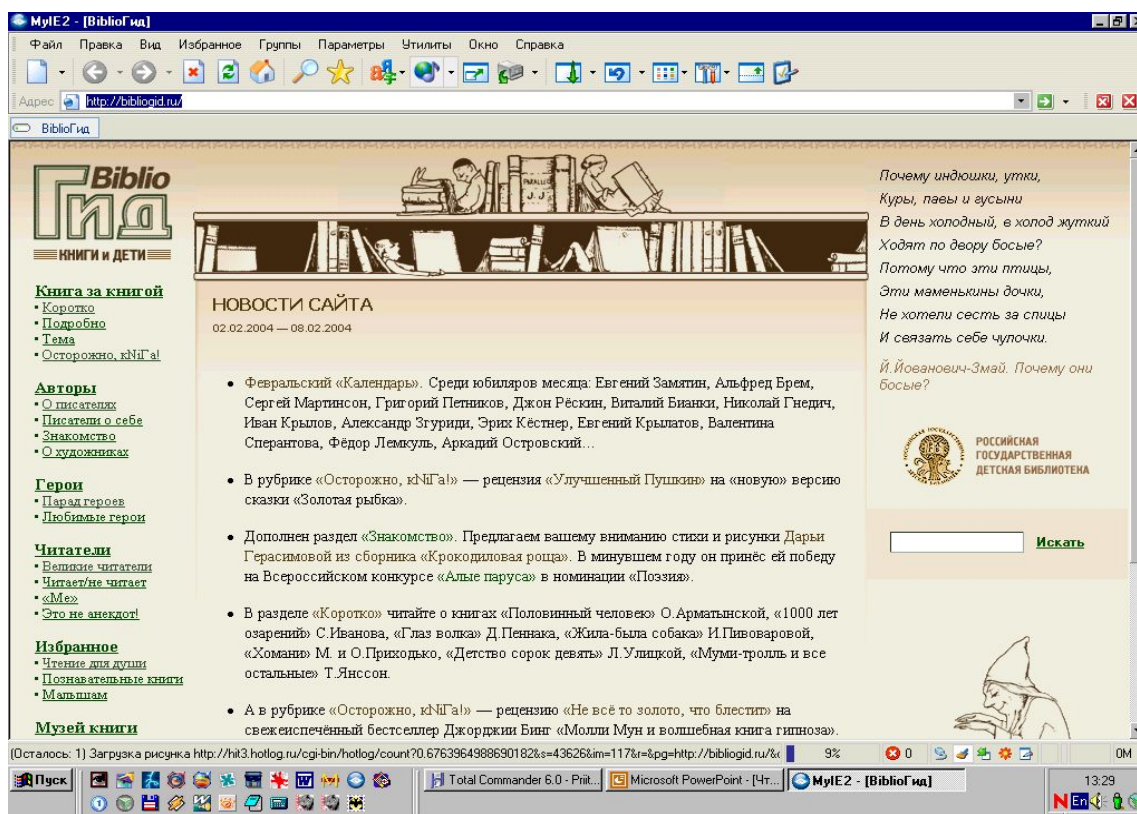 MyIE2 - [BiblioГид]
Файл Правка Вид Избранное Группы Параметры Утилиты Окно Справка
Адрес http://bibliogid.ru/
BiblioГид
Biblio
Гид
КНИГИ и ДЕТИ
Книга за книгой
• Коротко
• Подробно
• Тема
• Осторожно, кNiГа!
Авторы
• О писателях
• Писатели о себе
• Знакомство
• О художниках
Герои
• Парад героев
• Любимые герои
Читатели
• Великие читатели
• Читает/не читает
• «Ме»
• Это не анекдот!
Избранное
• Чтение для души
• Познавательные книги
• Малышам
Музей книги
НОВОСТИ САЙТА
02.02.2004 — 08.02.2004
• Февральский «Календарь». Среди юбиляров месяца: Евгений Замятин, Альфред Брем,
Сергей Мартинсон, Григорий Петников, Джон Рёскин, Виталий Бианки, Николай Гнедич,
Иван Крылов, Александр Згуриди, Эрих Кёстнер, Евгений Крылатов, Валентина
Сперантова, Фёдор Лемкуль, Аркадий Островский...
• В рубрике «Осторожно, кNiГа!» — рецензия «Улучшенный Пушкин» на «новую» версию
сказки «Золотая рыбка».
• Дополнен раздел «Знакомство». Предлагаем вашему вниманию стихи и рисунки Дарьи
Герасимовой из сборника «Крокодиловая роща». В минувшем году он принёс ей победу
на Всероссийском конкурсе «Алые паруса» в номинации «Поэзия».
• В разделе «Коротко» читайте о книгах «Половинный человек» О.Арматынской, «1000 лет
озарений» С.Иванова, «Глаз волка» Д.Пеннака, «Жила-была собака» И.Пивоваровой,
«Хомани» М. и О.Приходько, «Детство сорок девять» Л.Улицкой, «Муми-тролль и все
остальные» Т.Янссон.
• А в рубрике «Осторожно, кNiГа!» — рецензию «Не всё то золото, что блестит» на
свежеиспечённый бестселлер Джорджии Бинг «Молли Мун и волшебная книга гипноза».
Почему индюшки, утки,
Куры, павы и гусыни
В день холодный, в холод жуткий
Ходят по двору босые?
Потому что эти птицы,
Эти маменькины дочки,
Не хотели сесть за спицы
И связать себе чулочки.
Й.Йованович-Змай. Почему они
босые?
РОССИЙСКАЯ
ГОСУДАРСТВЕННАЯ
ДЕТСКАЯ БИБЛИОТЕКА
Искать
(Осталось: 1) Загрузка рисунка http://hit3.hotlog.ru/cgi-bin/hotlog/count?0.6763964988690182&s=43626&im=117&r=&pg=http://bibliogid.ru/&c 9% 0 0M
Пуск Total Commander 6.0 - Priit... Microsoft PowerPoint - [Чт... MyIE2 - [BiblioГид] 13:29
En